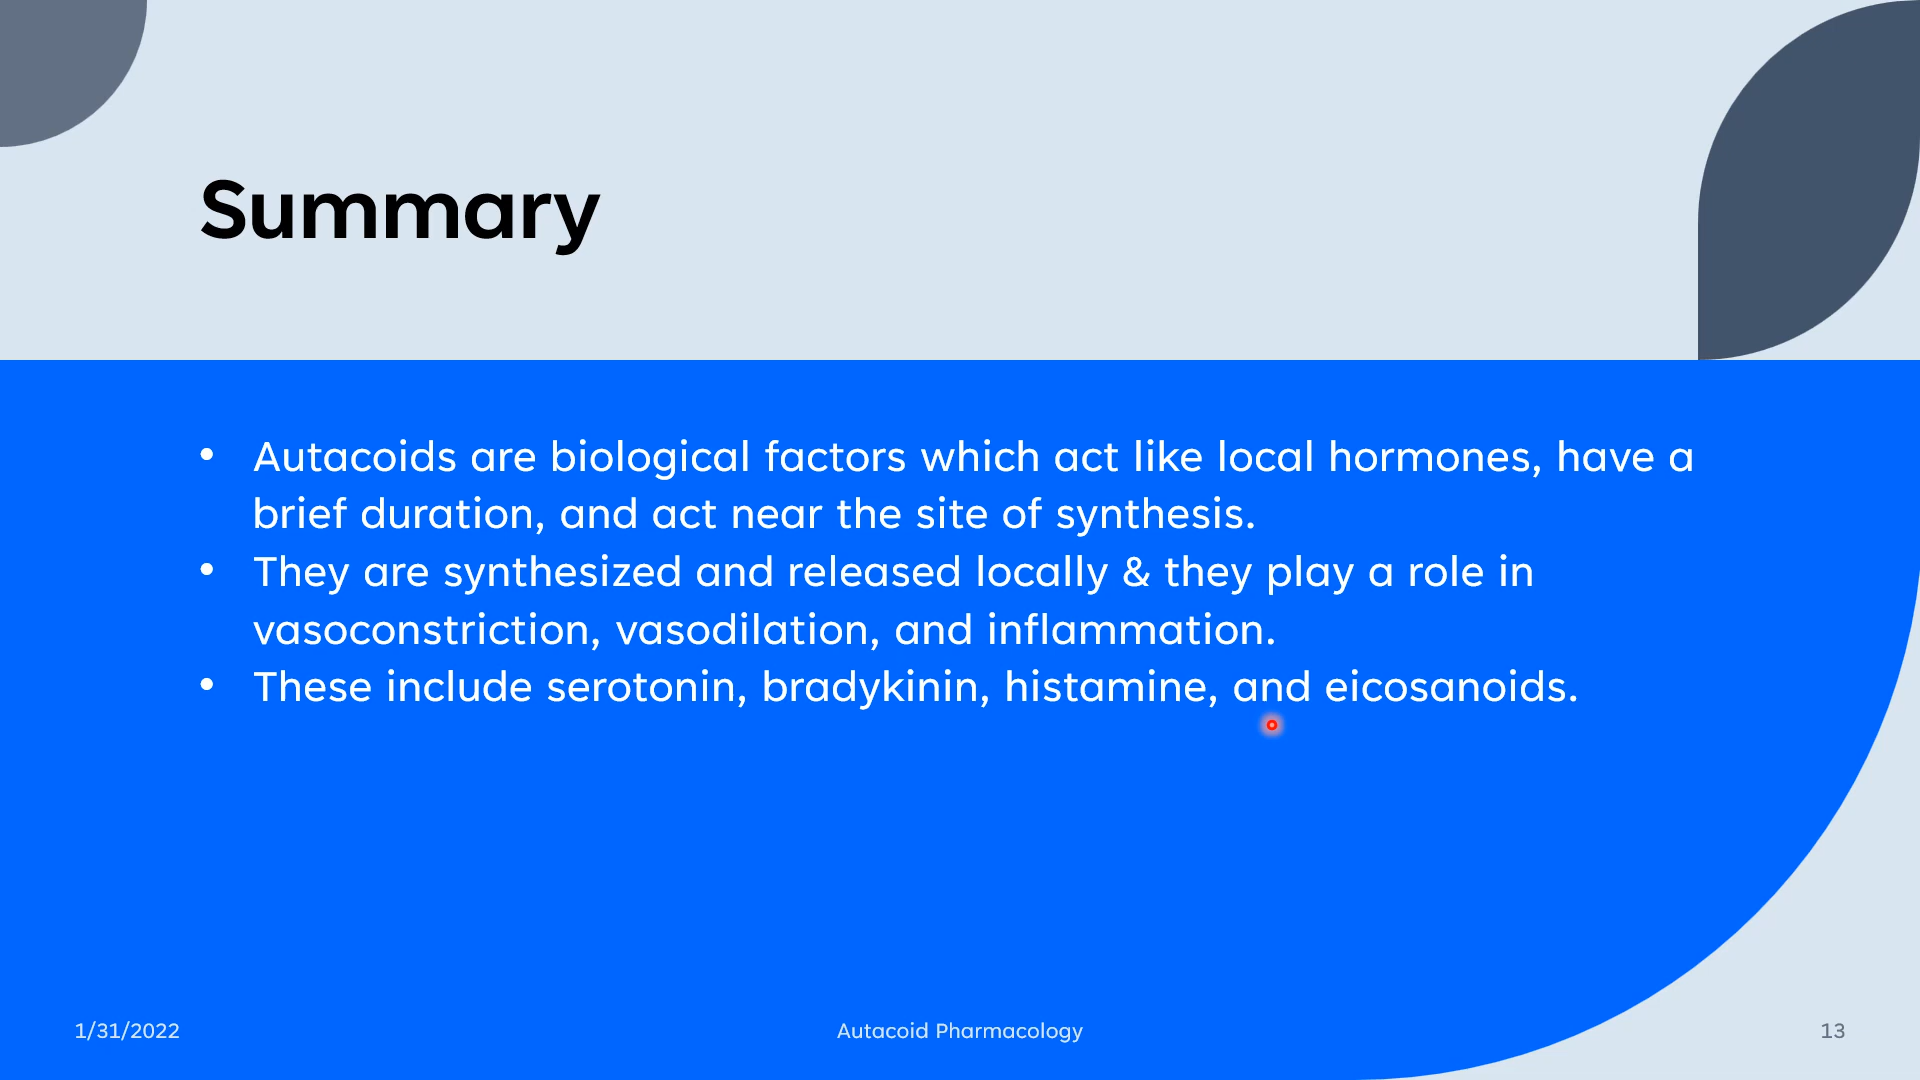 Summary
• Autacoids are biological factors which act like local hormones, have a
brief duration, and act near the site of synthesis.
• They are synthesized and released locally & they play a role in
vasoconstriction, vasodilation, and inflammation.
• These include serotonin, bradykinin, histamine, and eicosanoids.
1/31/2022
Autacoid Pharmacology
13